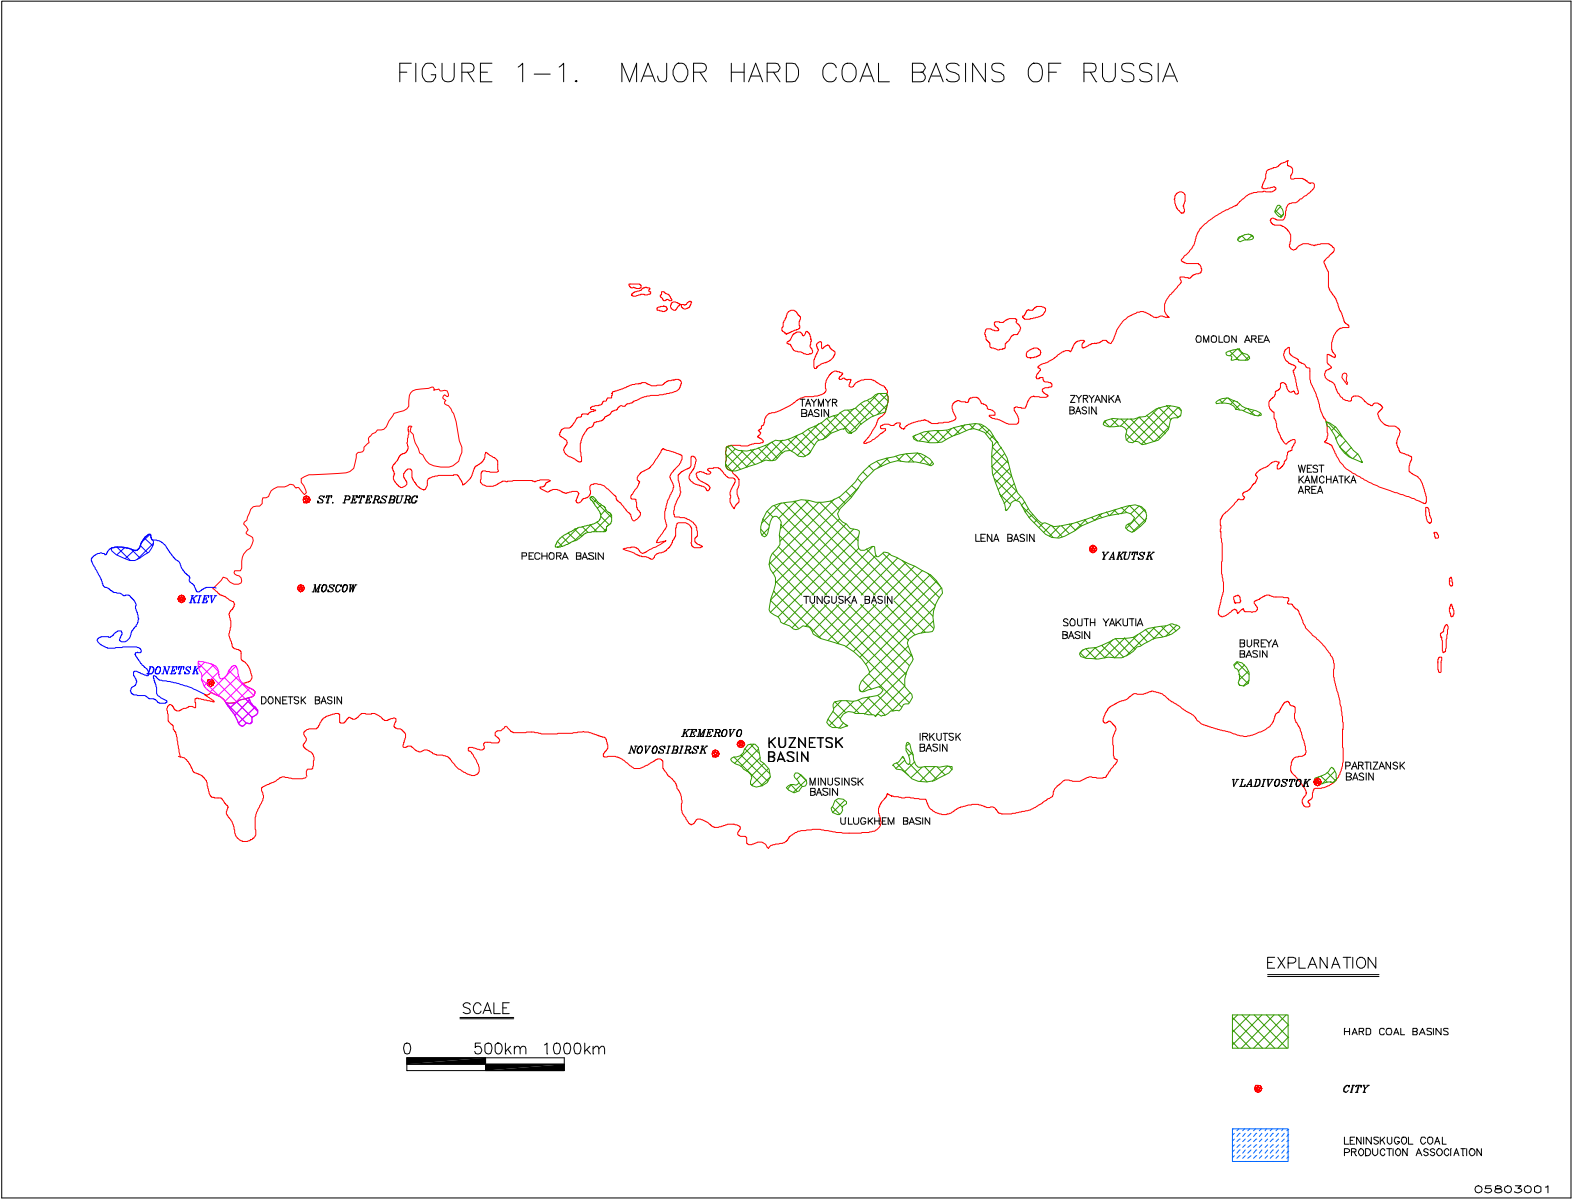 FIGURE 1-1. MAJOR HARD COAL BASINS OF RUSSIA
OMOLON AREA
TAYMYR
BASIN
ZYRYANKA
BASIN
WEST
KAMCHATKA
AREA
ST. PETERSBURG
PECHORA BASIN
LENA BASIN
YAKUTSK
MOSCOW
KIEV
TUNGUSKA BASIN
SOUTH YAKUTIA
BASIN
BUREYA
BASIN
DONETSK
DONETSK BASIN
KEMEROVO
NOVOSIBIRSK
KUZNETSK
BASIN
IRKUTSK
BASIN
MINUSINSK
BASIN
ULUGKHEM BASIN
VLADIVOSTOK
PARTIZANSK
BASIN
EXPLANATION
HARD COAL BASINS
CITY
LENINSKUGOL COAL
PRODUCTION ASSOCIATION
SCALE
0 500km 1000km
05803001